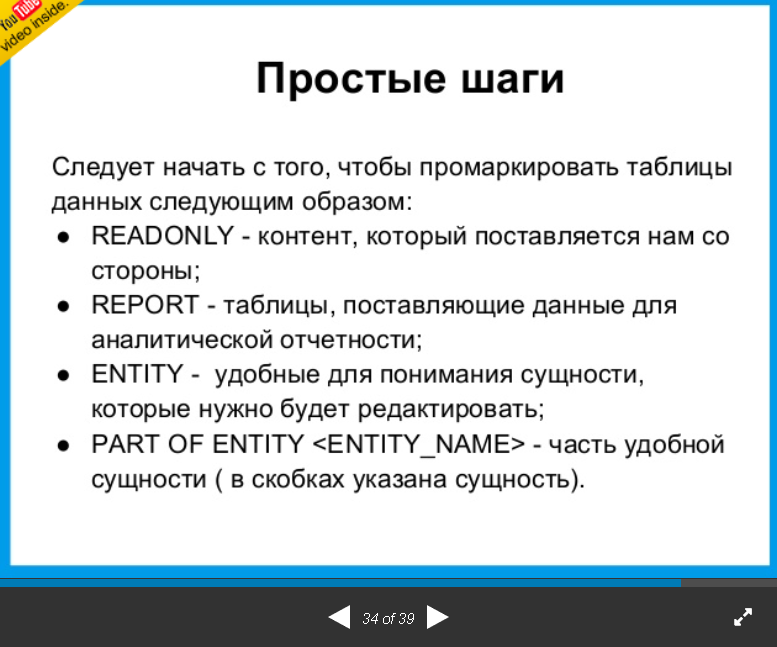 You Tube
video inside.
Простые шаги
Следует начать с того, чтобы промаркировать таблицы
данных следующим образом:
● READONLY - контент, который поставляется нам со
стороны;
● REPORT - таблицы, поставляющие данные для
аналитической отчетности;
● ENTITY - удобные для понимания сущности,
которые нужно будет редактировать;
● PART OF ENTITY <ENTITY_NAME> - часть удобной
сущности ( в скобках указана сущность).
34 of 39